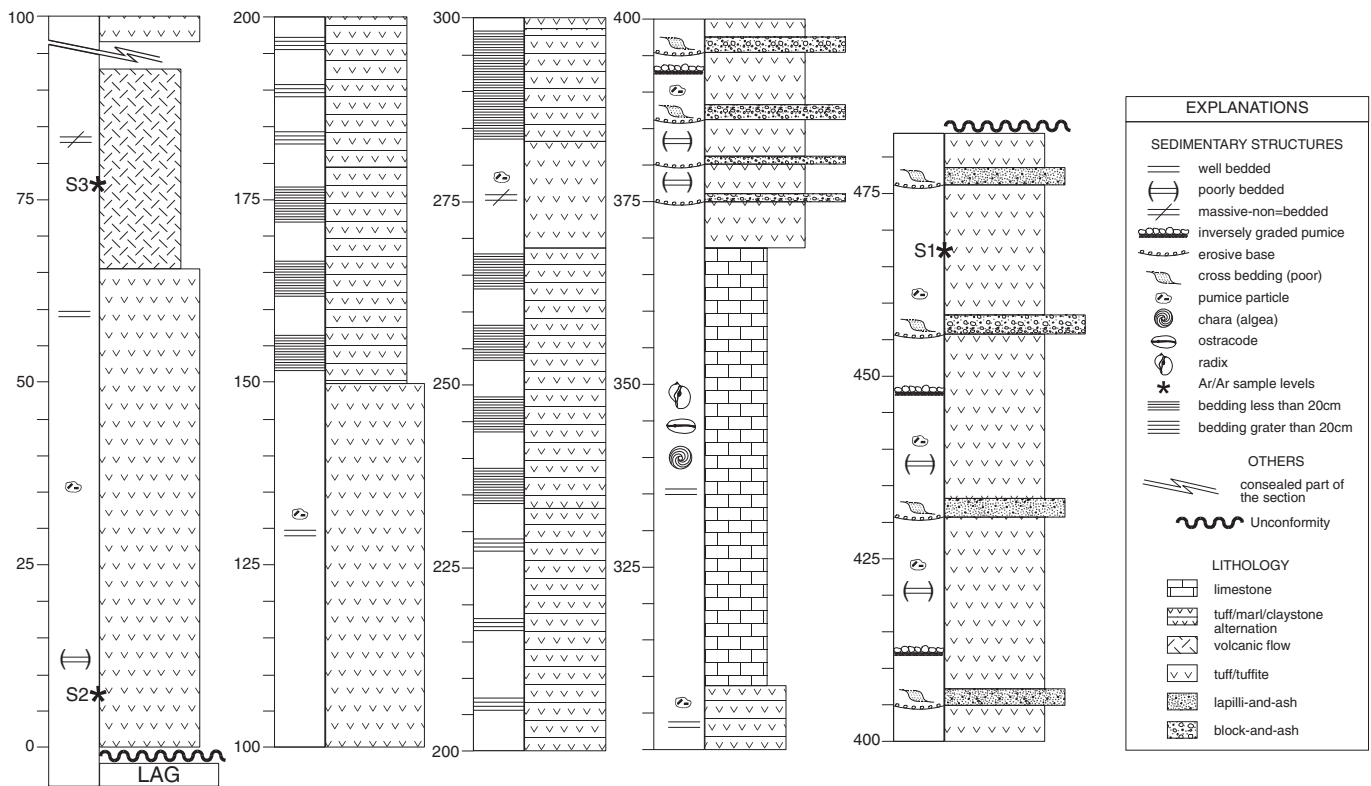 100
75
50
25
0
S3
S2
LAG
200
175
150
125
100
300
275
250
225
200
400
375
350
325
475
450
425
400
S1
EXPLANATIONS
SEDIMENTARY STRUCTURES
well bedded
poorly bedded
massive-non=bedded
inversely graded pumice
erosive base
cross bedding (poor)
pumice particle
chara (algea)
ostracode
radix
Ar/Ar sample levels
bedding less than 20cm
bedding grater than 20cm
OTHERS
consealed part of
the section
Unconformity
LITHOLOGY
limestone
tuff/marl/claystone
alternation
volcanic flow
tuff/tuffite
lapilli-and-ash
block-and-ash